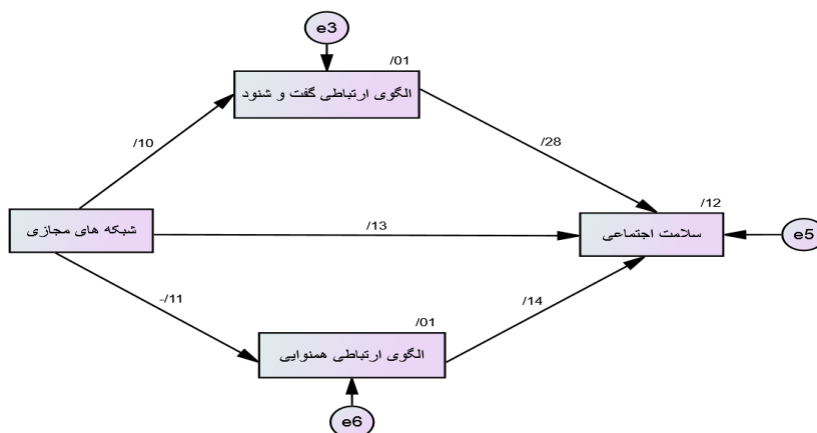 e3
/01
الگوی ارتباطی گفت و شنود
/10
/28
/12
شبکه های مجازی
/13
سلامت اجتماعی
e5
-/11
/14
/01
الگوی ارتباطی همنوایی
e6